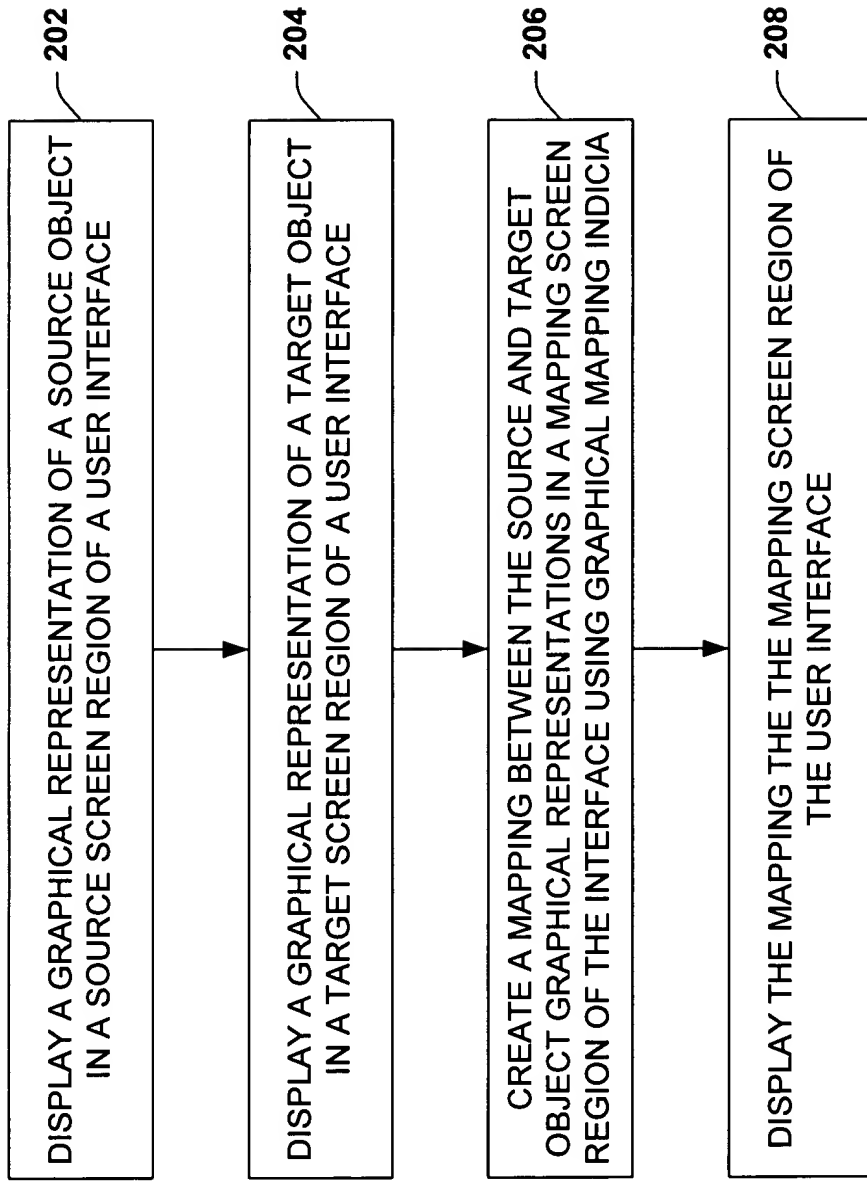 DISPLAY A GRAPHICAL REPRESENTATION OF A SOURCE OBJECT
IN A SOURCE SCREEN REGION OF A USER INTERFACE
202
DISPLAY A GRAPHICAL REPRESENTATION OF A TARGET OBJECT
IN A TARGET SCREEN REGION OF A USER INTERFACE
204
CREATE A MAPPING BETWEEN THE SOURCE AND TARGET
OBJECT GRAPHICAL REPRESENTATIONS IN A MAPPING SCREEN
REGION OF THE INTERFACE USING GRAPHICAL MAPPING INDICIA
206
DISPLAY THE MAPPING THE THE MAPPING SCREEN REGION OF
THE USER INTERFACE
208